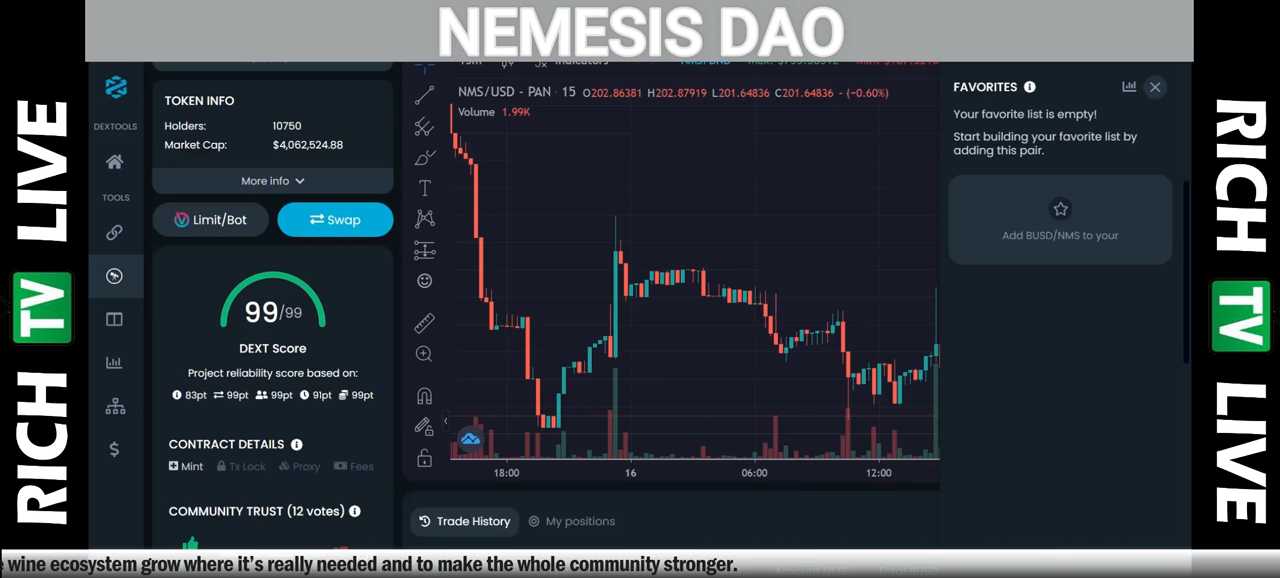 NEMESIS DAO
RICH TV LIVE
DEXTOOLS
TOOLS
TOKEN INFO
Holders: 10750
Market Cap: $4,062,524.88
More info
Limit/Bot
Swap
99/99
DEXT Score
Project reliability score based on:
83pt 99pt 99pt 91pt 99pt
CONTRACT DETAILS
Mint Tx Lock Proxy Fees
COMMUNITY TRUST (12 votes)
Indicators
NMS/USD - PAN 15 O202.86381 H202.87919 L201.64836 C201.64836 - (-0.60%)
Volume 1.99K
18:00 16 06:00 12:00
Trade History
My positions
FAVORITES
Your favorite list is empty!
Start building your favorite list by
adding this pair.
Add BUSD/NMS to your
RICH TV LIVE
wine ecosystem grow where it's really needed and to make the whole community stronger.